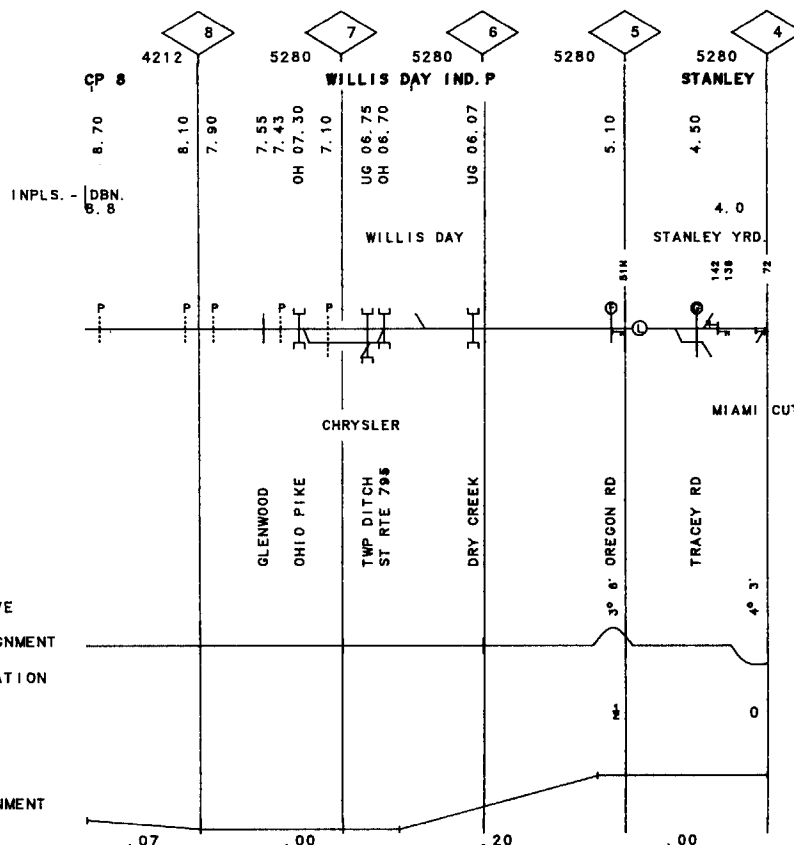 8 7 6 5 4
4212 5280 5280 5280 5280
CP 8 WILLIS DAY IND. P STANLEY
8.70 8.10 7.90 7.55 7.43 OH 07.30 7.10 UG 06.75 OH 06.70 UG 06.07 5.10 4.50
INPLS. - DBN.
8.8 4.0
WILLIS DAY STANLEY YRD.
51N 142 138 72
P P P P P T G
L
MIAMI CUT
CHRYSLER
GLENWOOD OHIO PIKE TWP DITCH ST RTE 795 DRY CREEK OREGON RD TRACEY RD
3° 6' 4° 3'
VE
GNMENT
ATION
0
NMENT
.07 .00 .20 .00